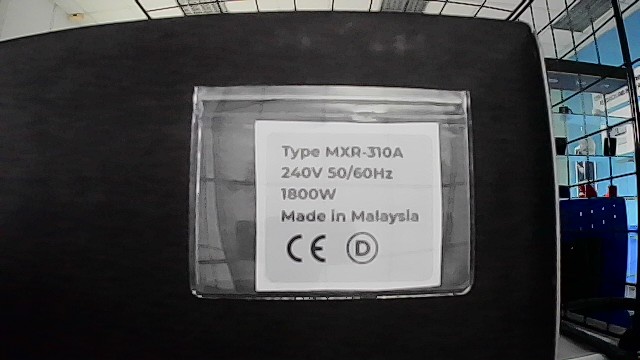 Type MXR-310A
240V 50/60Hz
1800W
Made in Malaysia
CE D